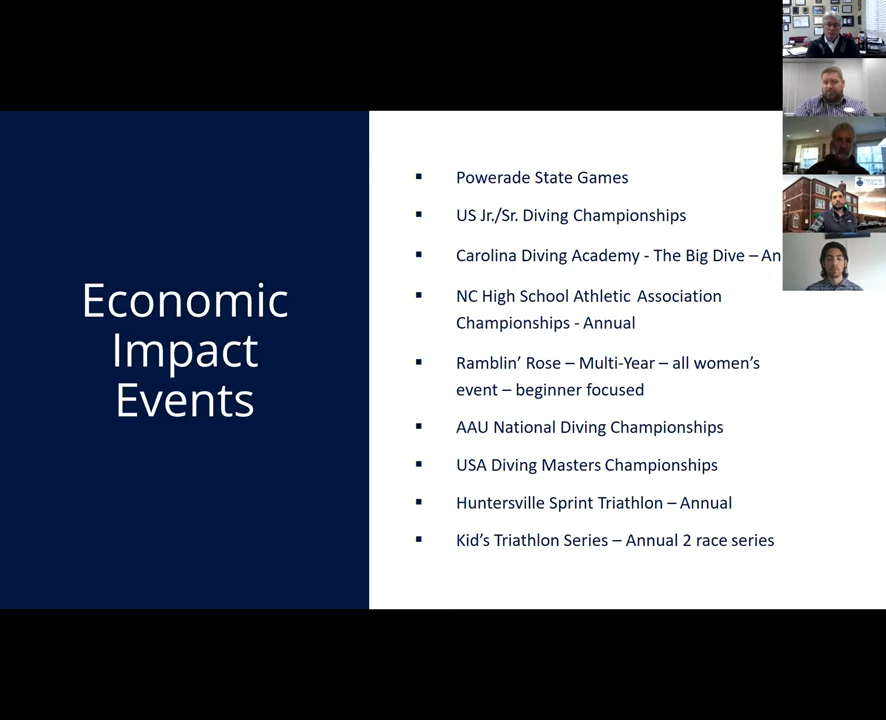 Economic
Impact
Events
Powerade State Games
US Jr./Sr. Diving Championships
Carolina Diving Academy - The Big Dive –
NC High School Athletic Association
Championships - Annual
Ramblin’ Rose – Multi-Year – all women’s
event – beginner focused
AAU National Diving Championships
USA Diving Masters Championships
Huntersville Sprint Triathlon – Annual
Kid’s Triathlon Series – Annual 2 race series